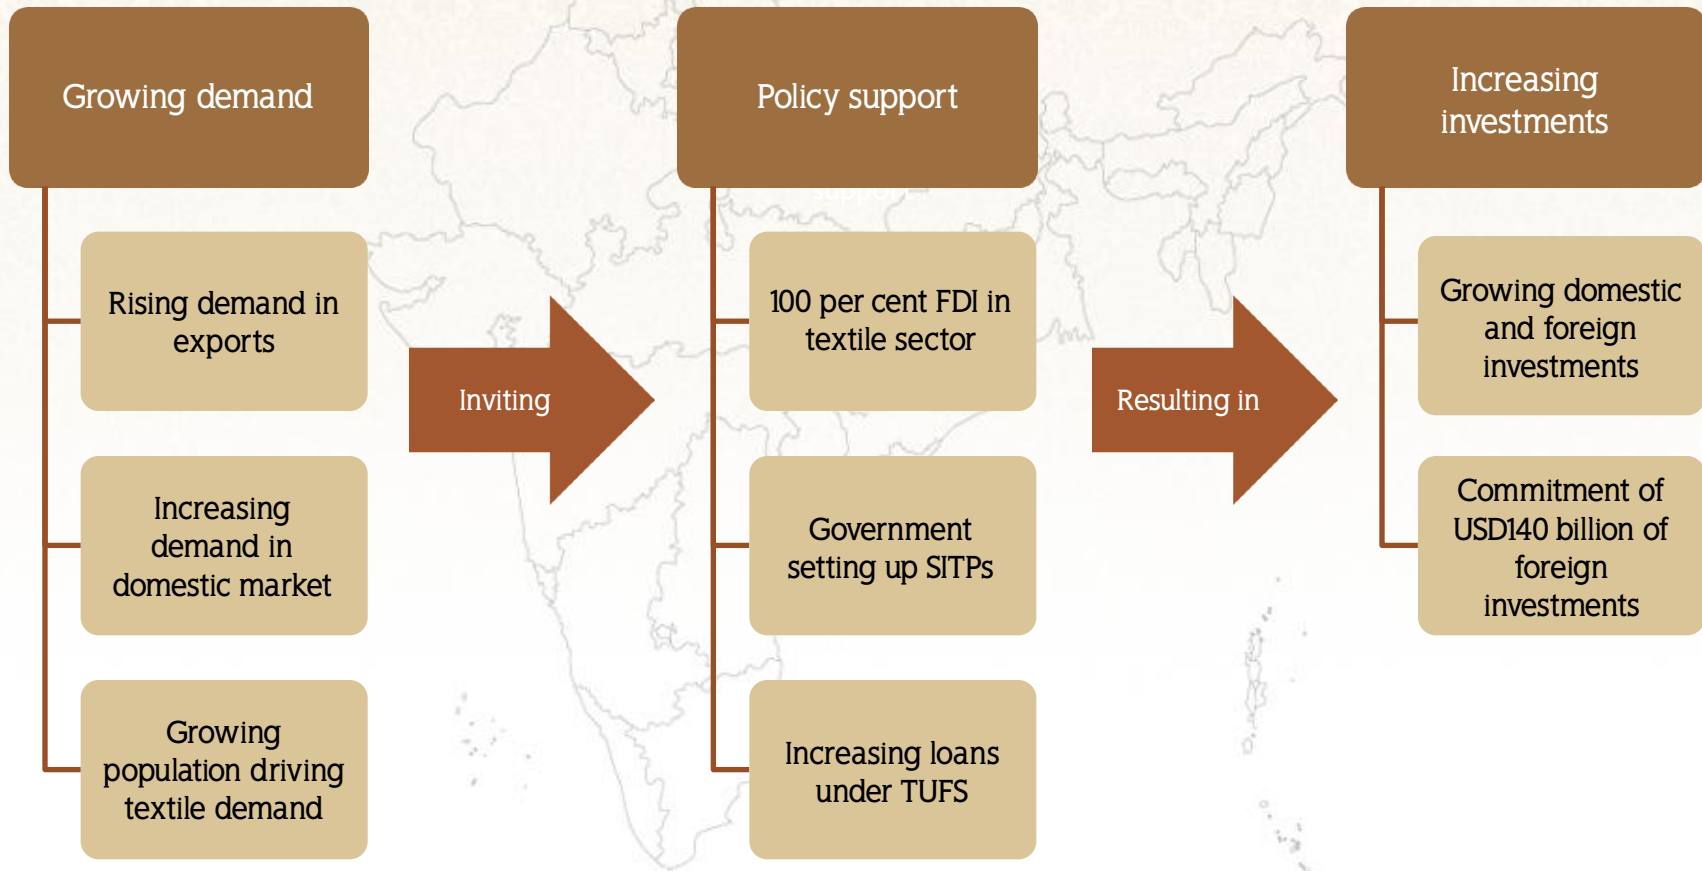 Growing demand
Rising demand in
exports
Increasing
demand in
domestic market
Growing
population driving
textile demand
Inviting
Policy support
support
100 per cent FDI in
textile sector
Government
setting up SITPs
Increasing loans
under TUFS
Resulting in
Increasing
investments
Growing domestic
and foreign
investments
Commitment of
USD140 billion of
foreign
investments